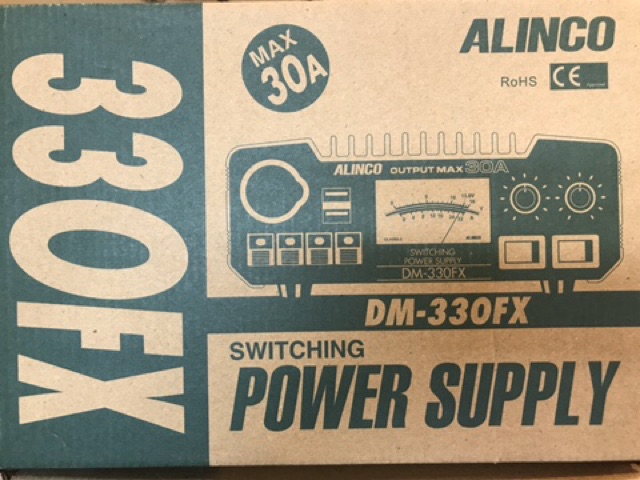 330FX
MAX
30A
ALINCO
RoHS CE
ALINCO OUTPUT MAX 30A
SWITCHING
POWER SUPPLY
DM-330FX
DM-330FX
SWITCHING
POWER SUPPLY